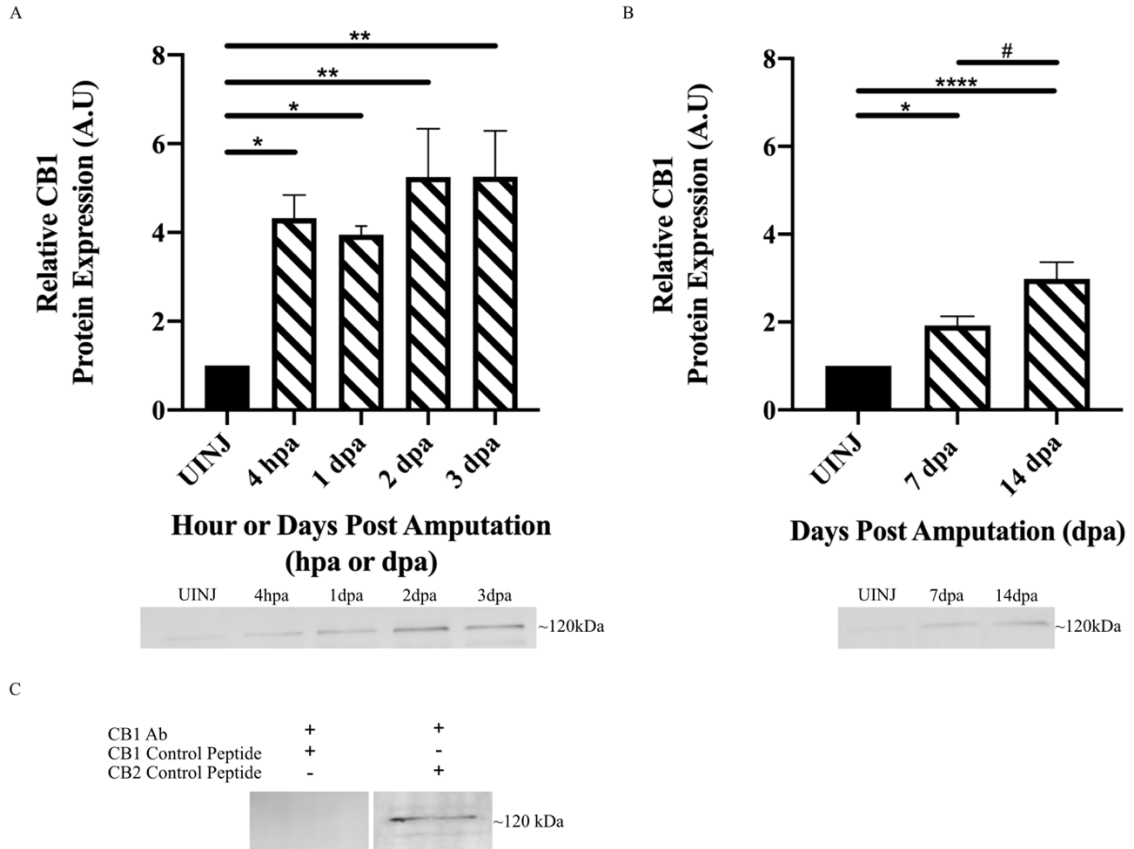 A
**
**
*
*
8
6
4
2
0
Relative CB1
Protein Expression (A.U)
UINJ
4 hpa
1 dpa
2 dpa
3 dpa
Hour or Days Post Amputation
(hpa or dpa)
UINJ 4hpa 1dpa 2dpa 3dpa
~120kDa
B
#
****
*
8
6
4
2
0
Relative CB1
Protein Expression (A.U)
UINJ
7 dpa
14 dpa
Days Post Amputation (dpa)
UINJ 7dpa 14dpa
~120kDa
C
CB1 Ab + +
CB1 Control Peptide + -
CB2 Control Peptide - +
~120 kDa